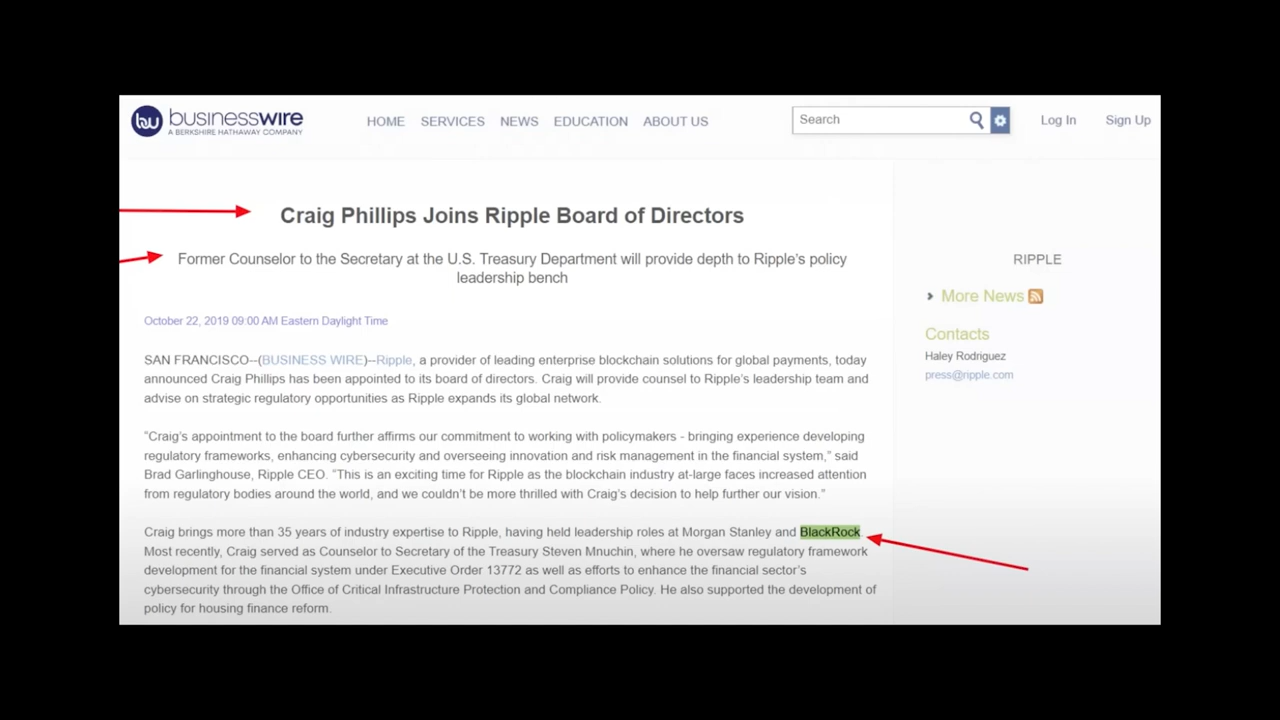 businesswire
A BERKSHIRE HATHAWAY COMPANY
HOME SERVICES NEWS EDUCATION ABOUT US
Search
Log In Sign Up
Craig Phillips Joins Ripple Board of Directors
Former Counselor to the Secretary at the U.S. Treasury Department will provide depth to Ripple's policy
leadership bench
October 22, 2019 09:00 AM Eastern Daylight Time
SAN FRANCISCO--(BUSINESS WIRE)--Ripple, a provider of leading enterprise blockchain solutions for global payments, today
announced Craig Phillips has been appointed to its board of directors. Craig will provide counsel to Ripple's leadership team and
advise on strategic regulatory opportunities as Ripple expands its global network.
"Craig's appointment to the board further affirms our commitment to working with policymakers - bringing experience developing
regulatory frameworks, enhancing cybersecurity and overseeing innovation and risk management in the financial system," said
Brad Garlinghouse, Ripple CEO. "This is an exciting time for Ripple as the blockchain industry at-large faces increased attention
from regulatory bodies around the world, and we couldn't be more thrilled with Craig's decision to help further our vision."
Craig brings more than 35 years of industry expertise to Ripple, having held leadership roles at Morgan Stanley and BlackRock.
Most recently, Craig served as Counselor to Secretary of the Treasury Steven Mnuchin, where he oversaw regulatory framework
development for the financial system under Executive Order 13772 as well as efforts to enhance the financial sector's
cybersecurity through the Office of Critical Infrastructure Protection and Compliance Policy. He also supported the development of
policy for housing finance reform.
RIPPLE
More News
Contacts
Haley Rodriguez
press@ripple.com